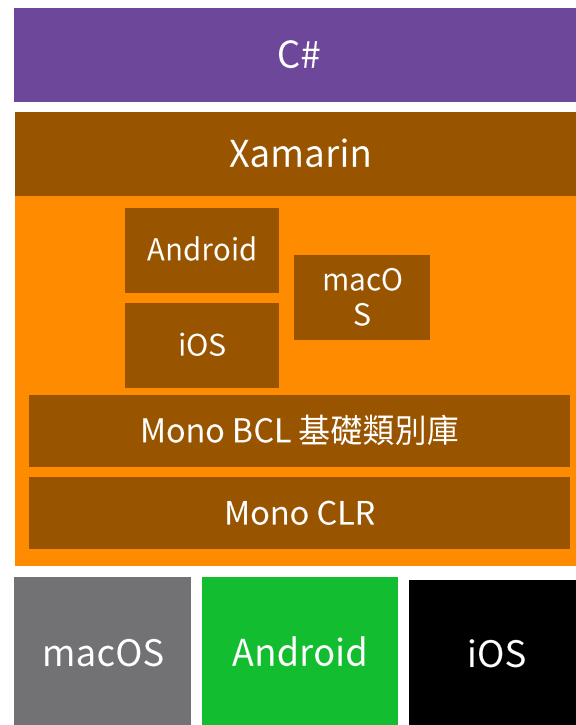 C#
Xamarin
Android
macO
S
iOS
Mono BCL 基礎類別庫
Mono CLR
macOS
Android
iOS